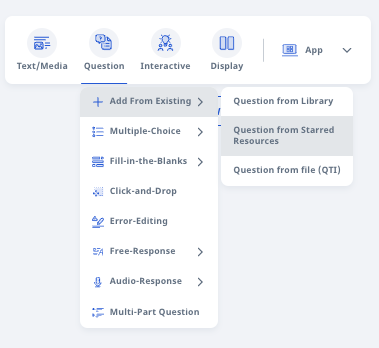 Text/Media
Question
Interactive
Display
App
Add From Existing
Multiple-Choice
Fill-in-the-Blanks
Click-and-Drop
Error-Editing
Free-Response
Audio-Response
Multi-Part Question
Question from Library
Question from Starred
Resources
Question from file (QTI)